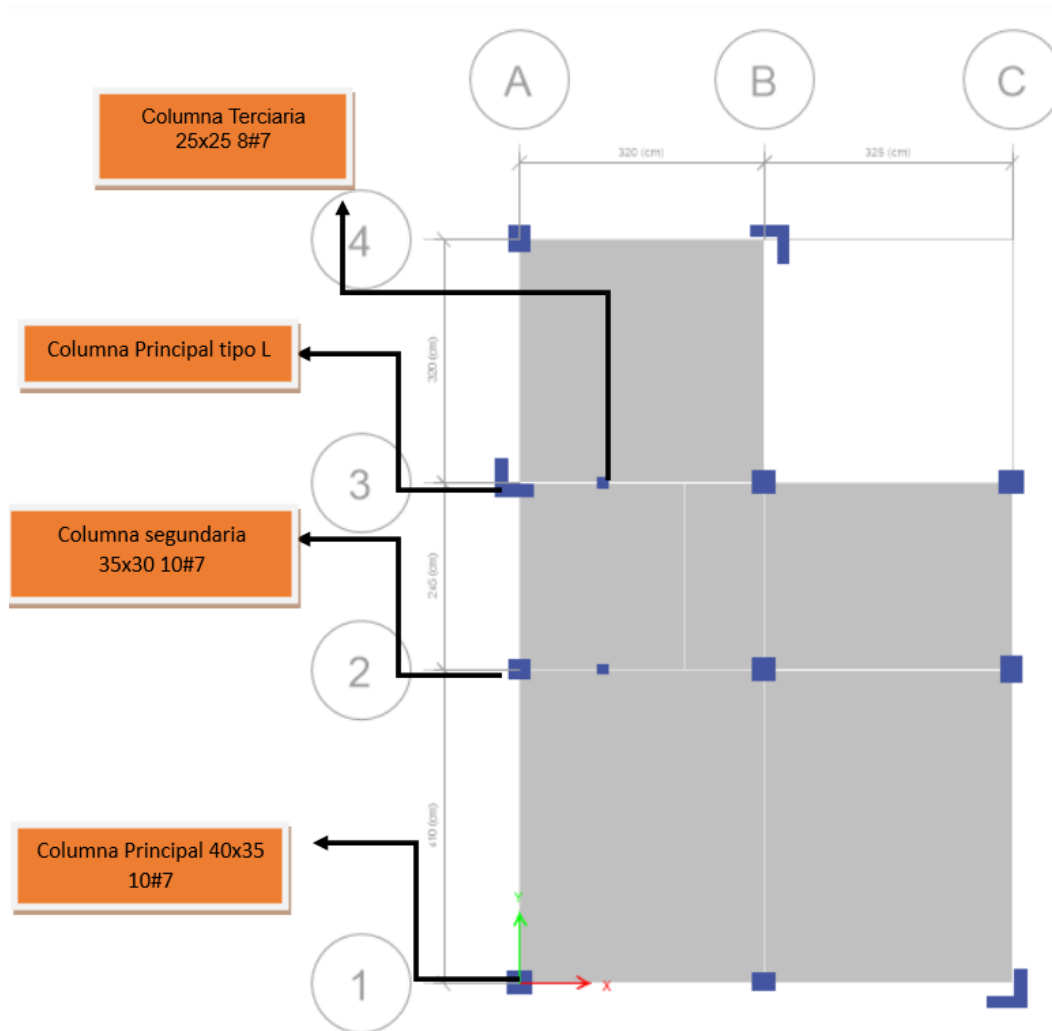 A
B
C
320 (cm)
325 (cm)
Columna Terciaria
25x25 8#7
4
320 (cm)
Columna Principal tipo L
3
Columna segundaria
35x30 10#7
245 (cm)
2
410 (cm)
Columna Principal 40x35
10#7
Y
X
1